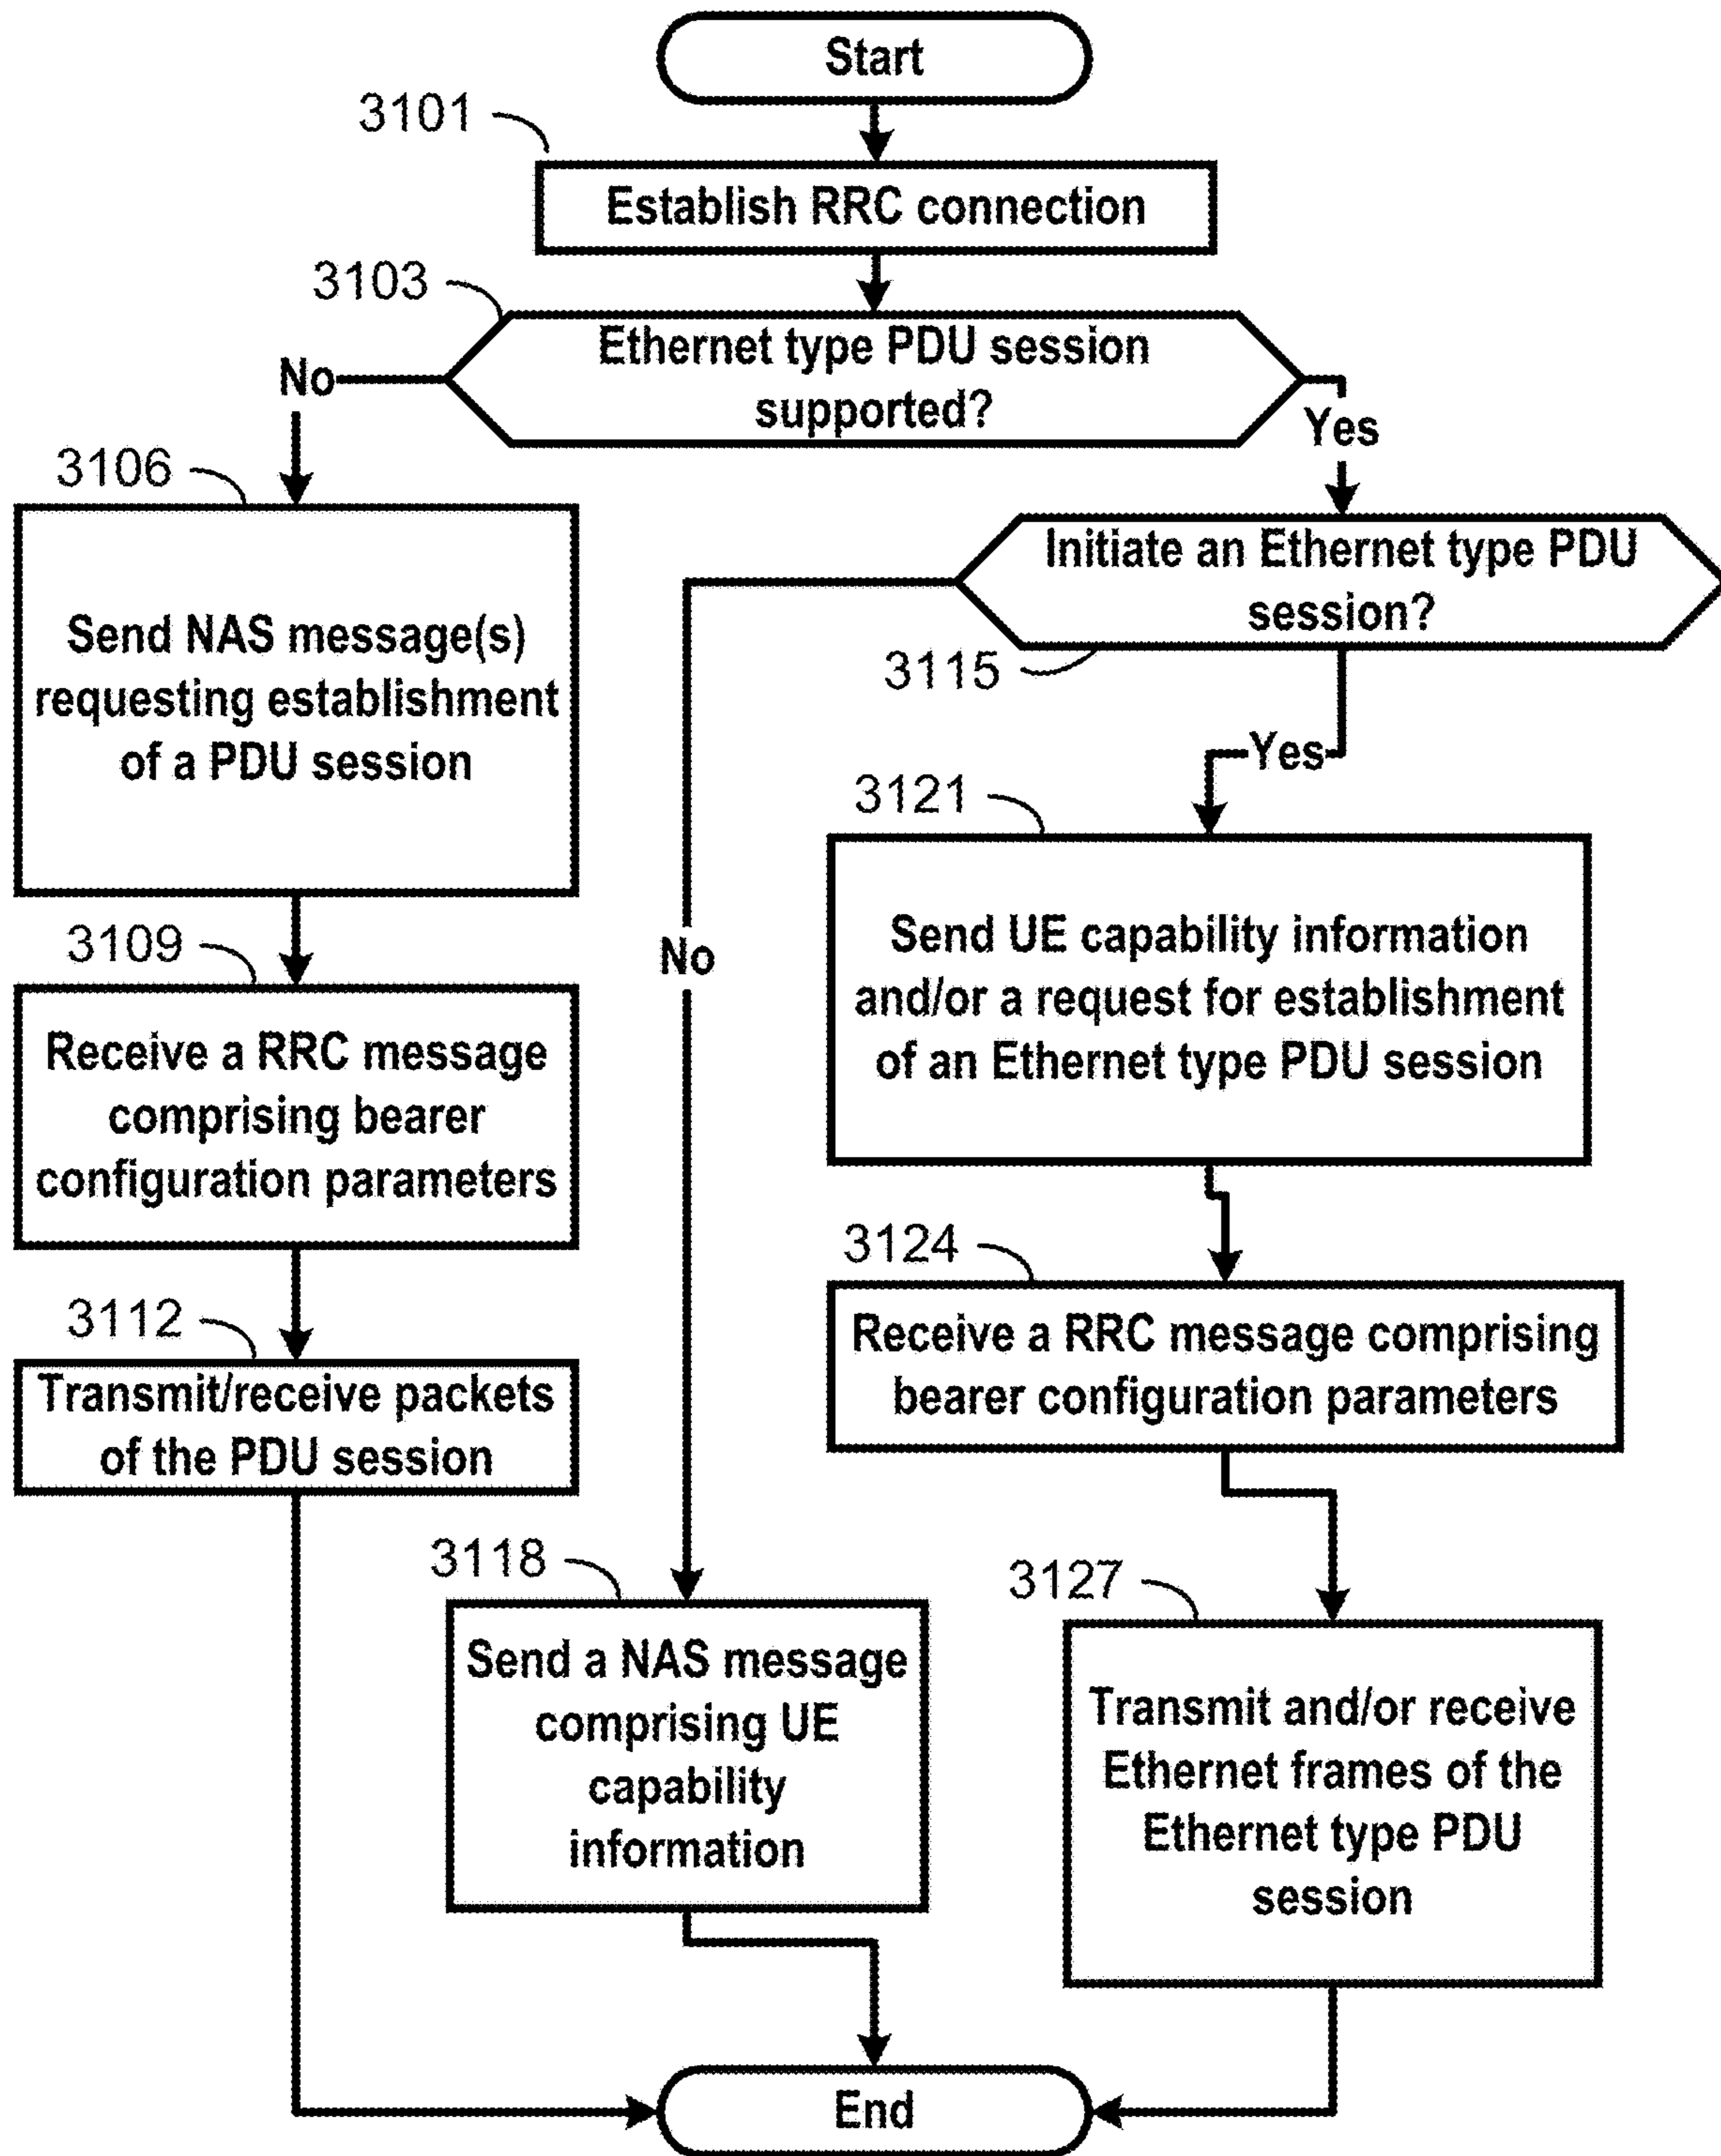 Start
3101
Establish RRC connection
3103
Ethernet type PDU session
supported?
No
Yes
3106
Send NAS message(s)
requesting establishment
of a PDU session
3109
Receive a RRC message
comprising bearer
configuration parameters
3112
Transmit/receive packets
of the PDU session
Initiate an Ethernet type PDU
session?
3115
No
Yes
3118
Send a NAS message
comprising UE
capability
information
3121
Send UE capability information
and/or a request for establishment
of an Ethernet type PDU session
3124
Receive a RRC message comprising
bearer configuration parameters
3127
Transmit and/or receive
Ethernet frames of the
Ethernet type PDU
session
End